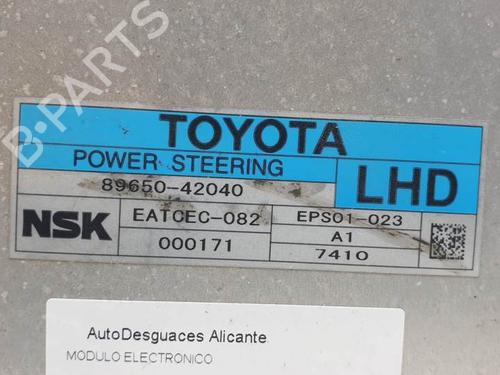 B-PARTS
TOYOTA
POWER STEERING
89650-42040
LHD
NSK
EATCEC-082
EPS01-023
000171
A1
7410
AutoDesguaces Alicante
MODULO ELECTRONICO